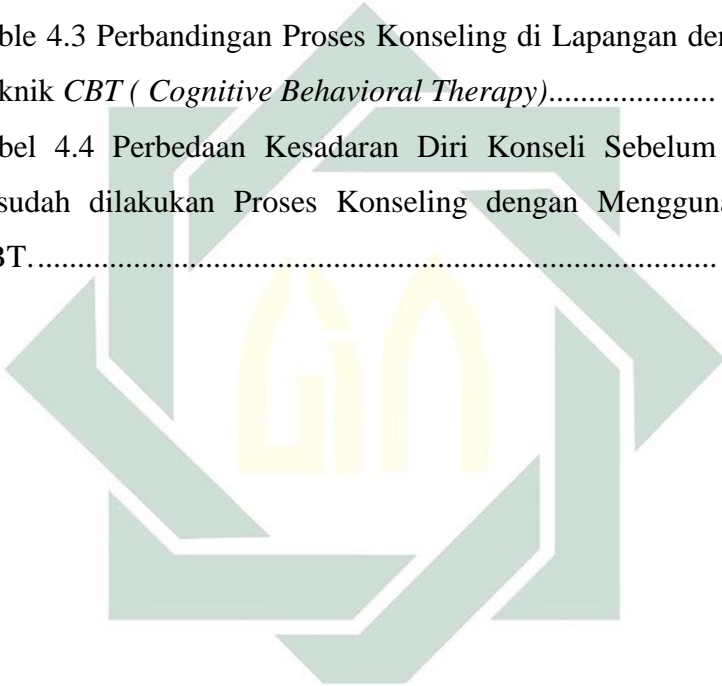 ble 4.3 Perbandingan Proses Konseling di Lapangan der
knik CBT ( Cognitive Behavioral Therapy).....................
bel 4.4 Perbedaan Kesadaran Diri Konseli Sebelum
sudah dilakukan Proses Konseling dengan Mengguna
BT.........................................................................